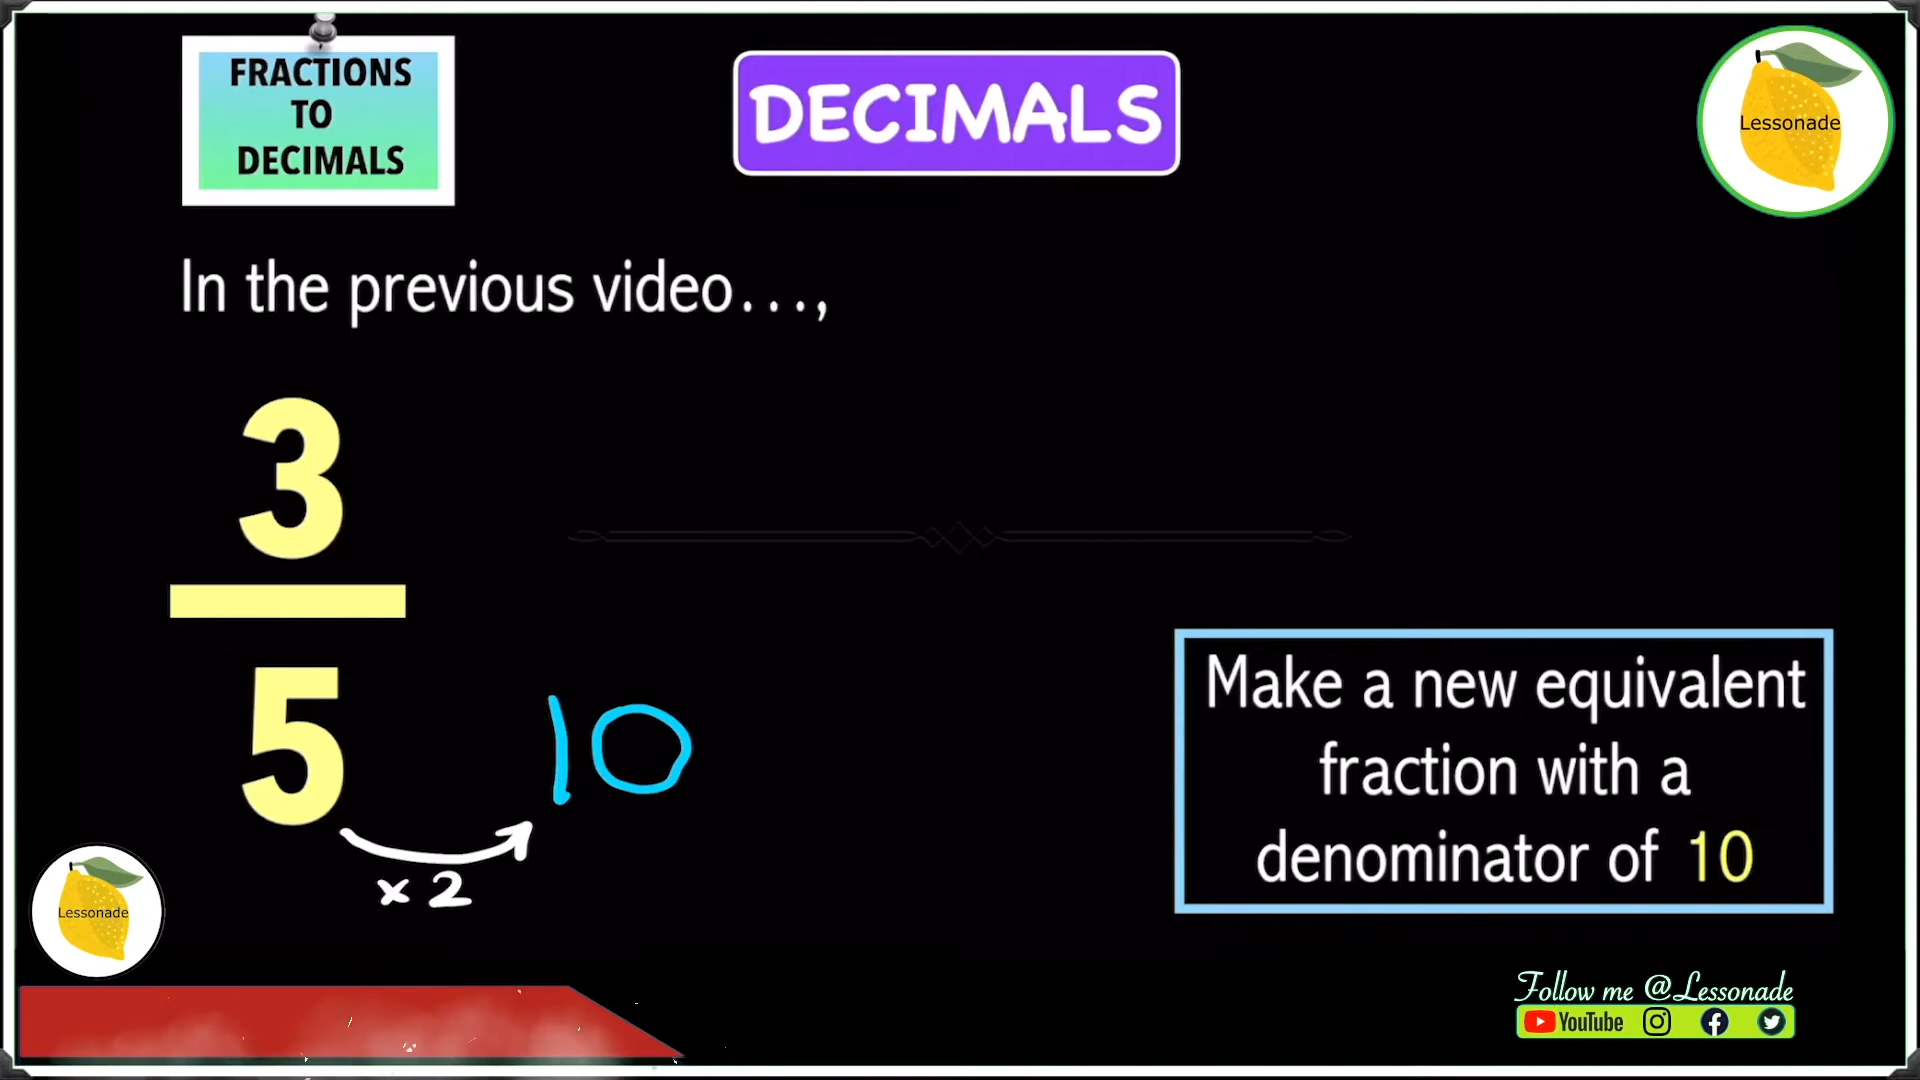 FRACTIONS
TO
DECIMALS
DECIMALS
Lessonade
In the previous video...,
3
5
10
x 2
Make a new equivalent
fraction with a
denominator of 10
Lessonade
Follow me @Lessonade
YouTube